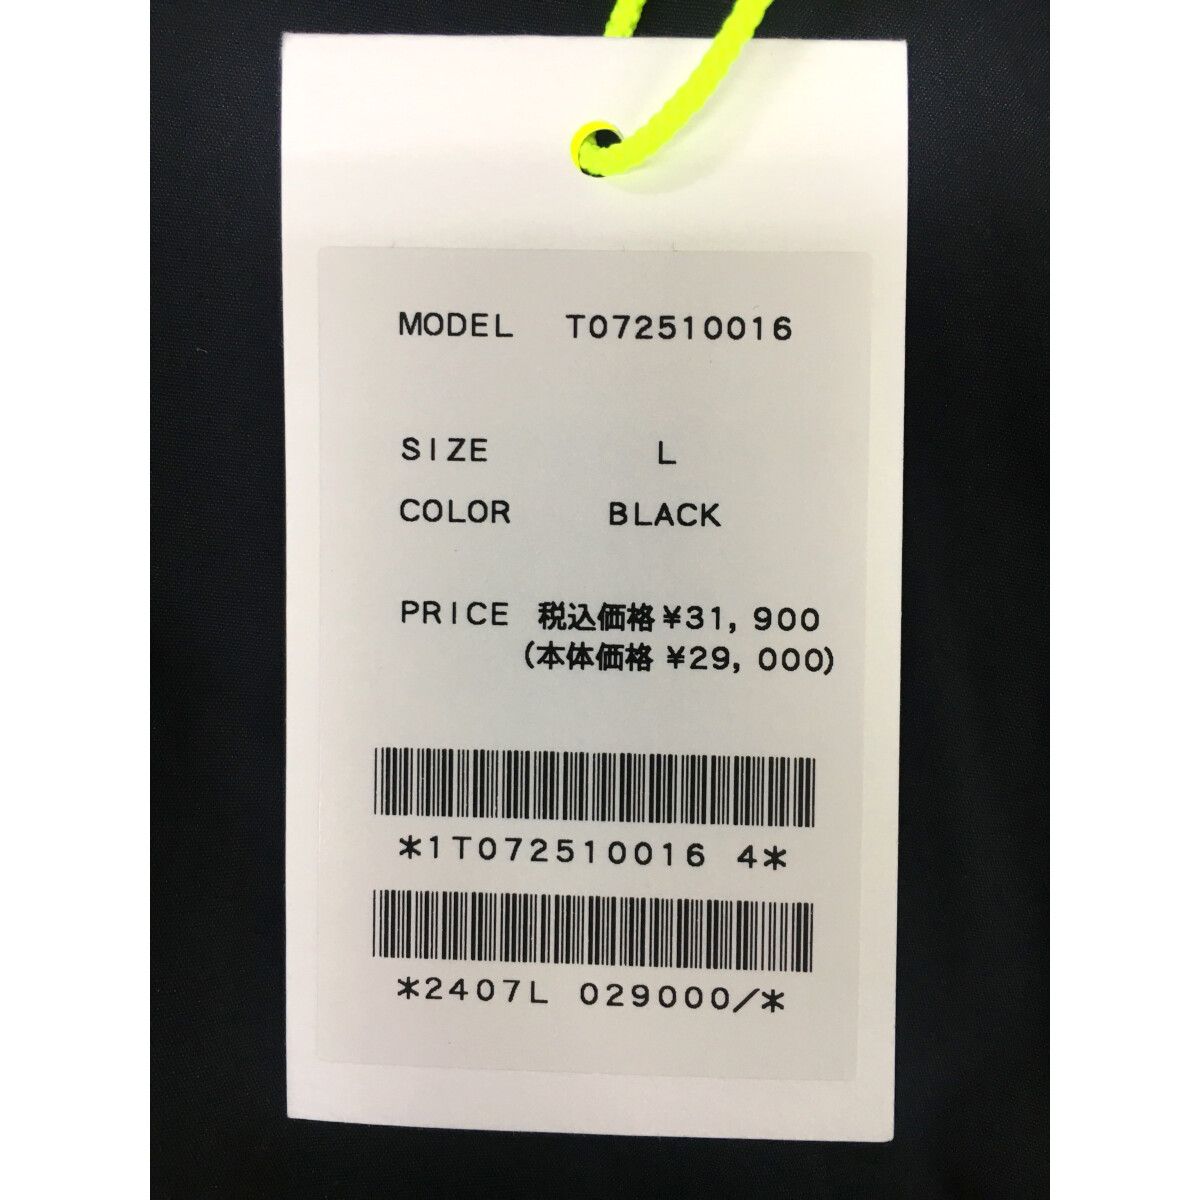 MODEL T072510016
SIZE L
COLOR BLACK
PRICE 税込価格 ¥31,900
(本体価格 ¥29,000)
*1T072510016 4*
*2407L 029000/*